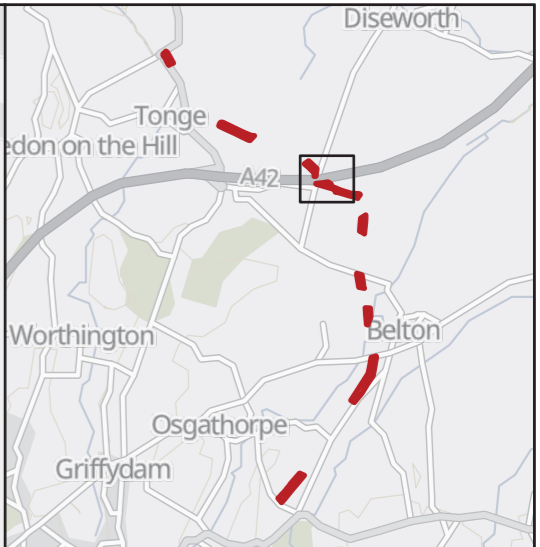 Diseworth
Tonge
edon on the Hill
A42
Worthington
Belton
Osgathorpe
Griffydam